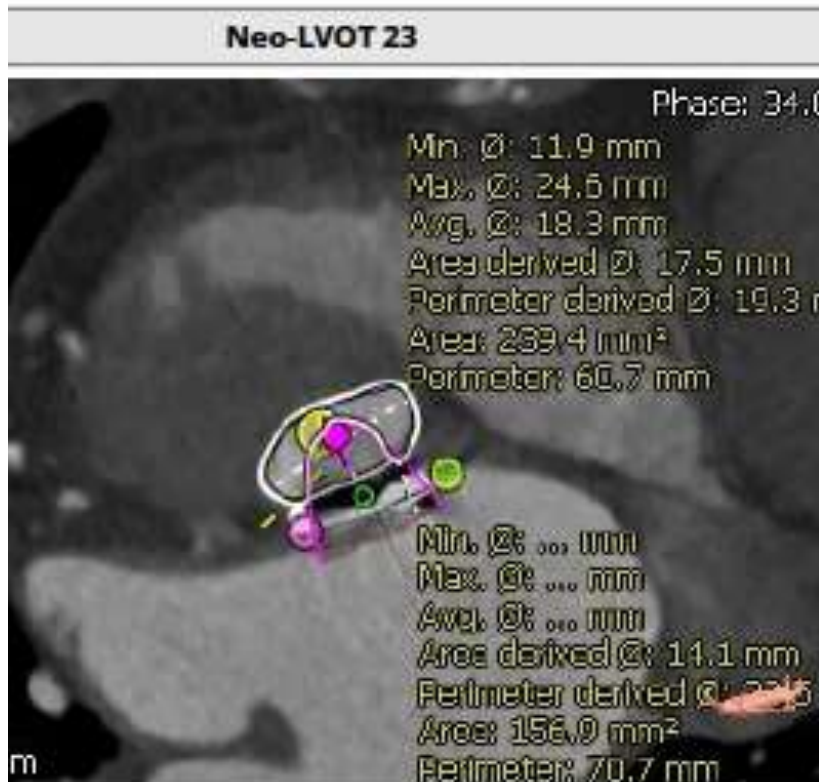 Neo-LVOT 23
Phase: 34.0
Min. Ø: 11.9 mm
Max. Ø: 24.6 mm
Avg. Ø: 18.3 mm
Area derived Ø: 17.5 mm
Perimeter derived Ø: 19.3
Area: 239.4 mm²
Perimeter: 60.7 mm
Min. Ø: ... mm
Max. Ø: ... mm
Avg. Ø: ... mm
Area derived Ø: 14.1 mm
Perimeter derived Ø:
Area: 156.9 mm²
Perimeter: 70.7 mm
m